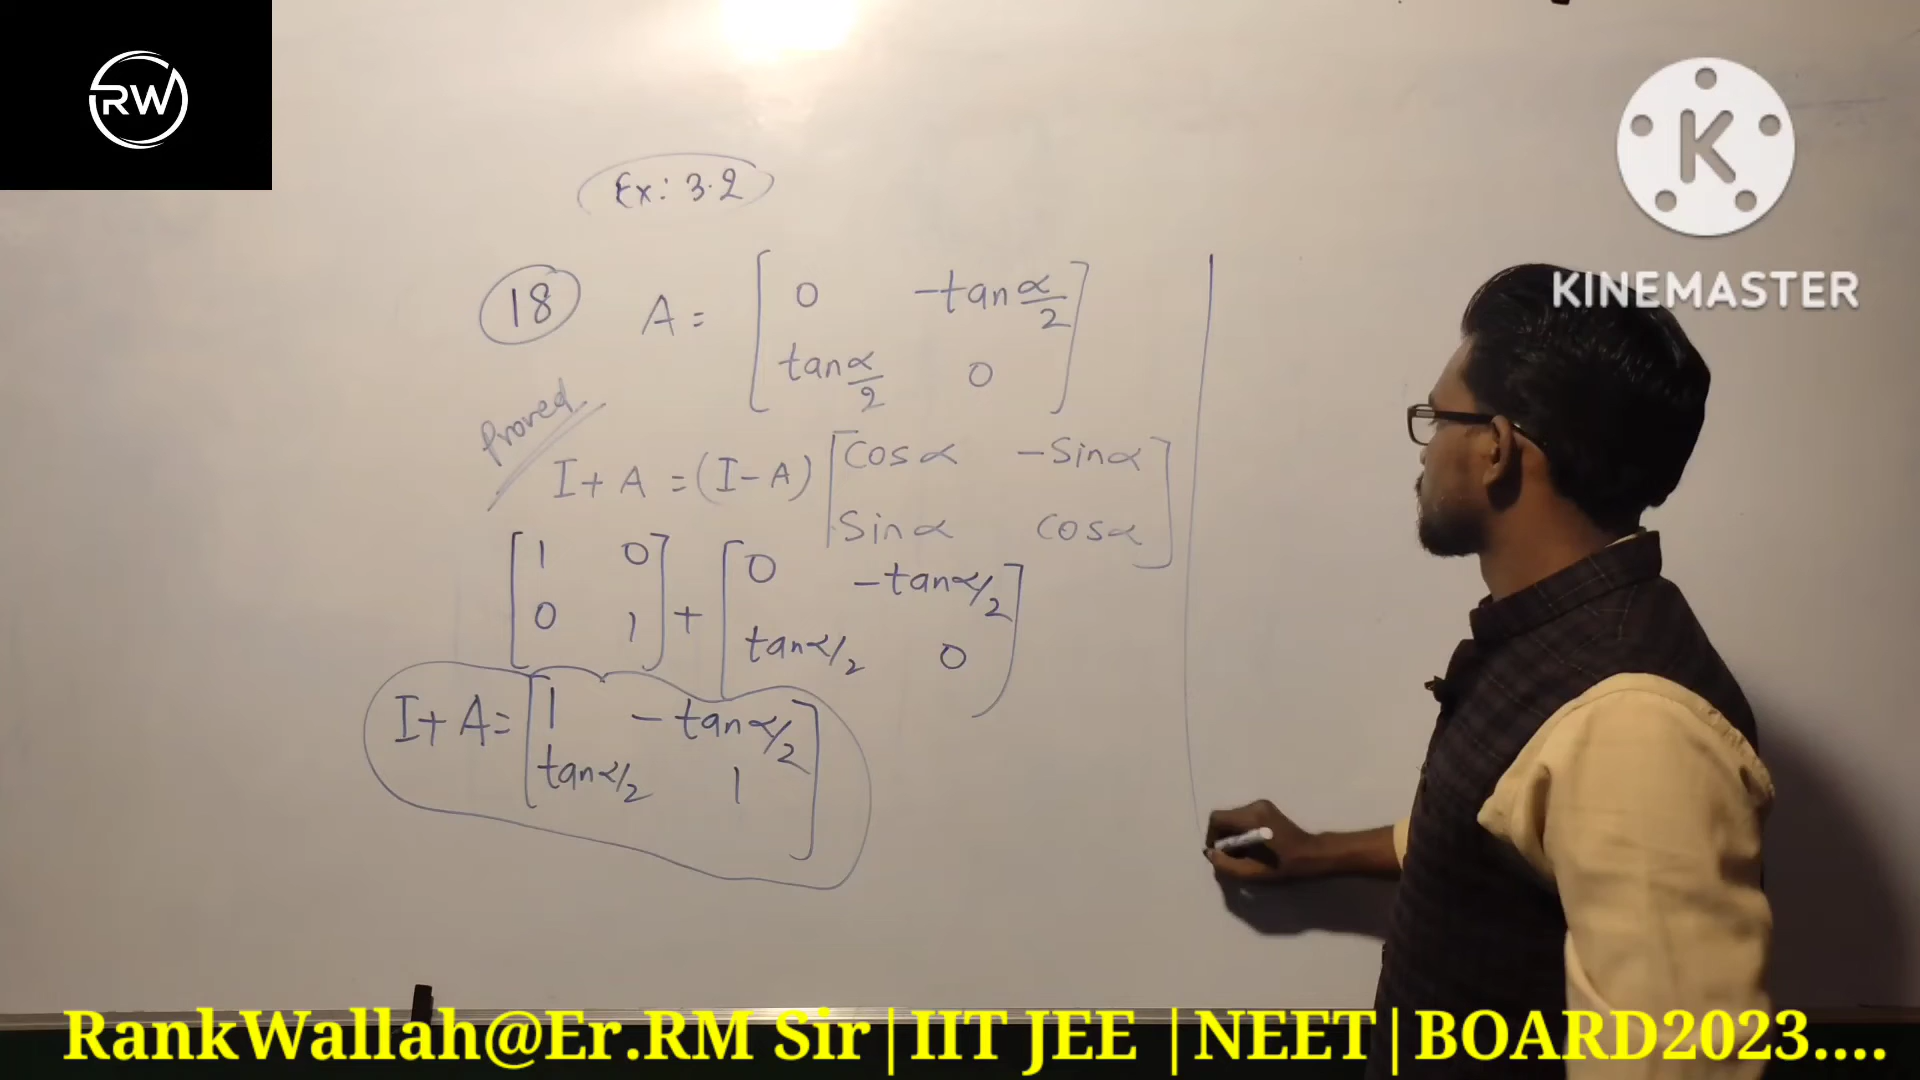 RW
KINEMASTER
Ex: 3.2
18 A = [ 0 -tan α/2
tan α/2 0 ]
Proved
I + A = (I - A) [ Cos α -Sin α
Sin α Cos α ]
[ 1 0
0 1 ] + [ 0 -tan α/2
tan α/2 0 ]
I + A = [ 1 - tan α/2
tan α/2 1 ]
RankWallah@Er.RM Sir|IIT JEE |NEET|BOARD2023....